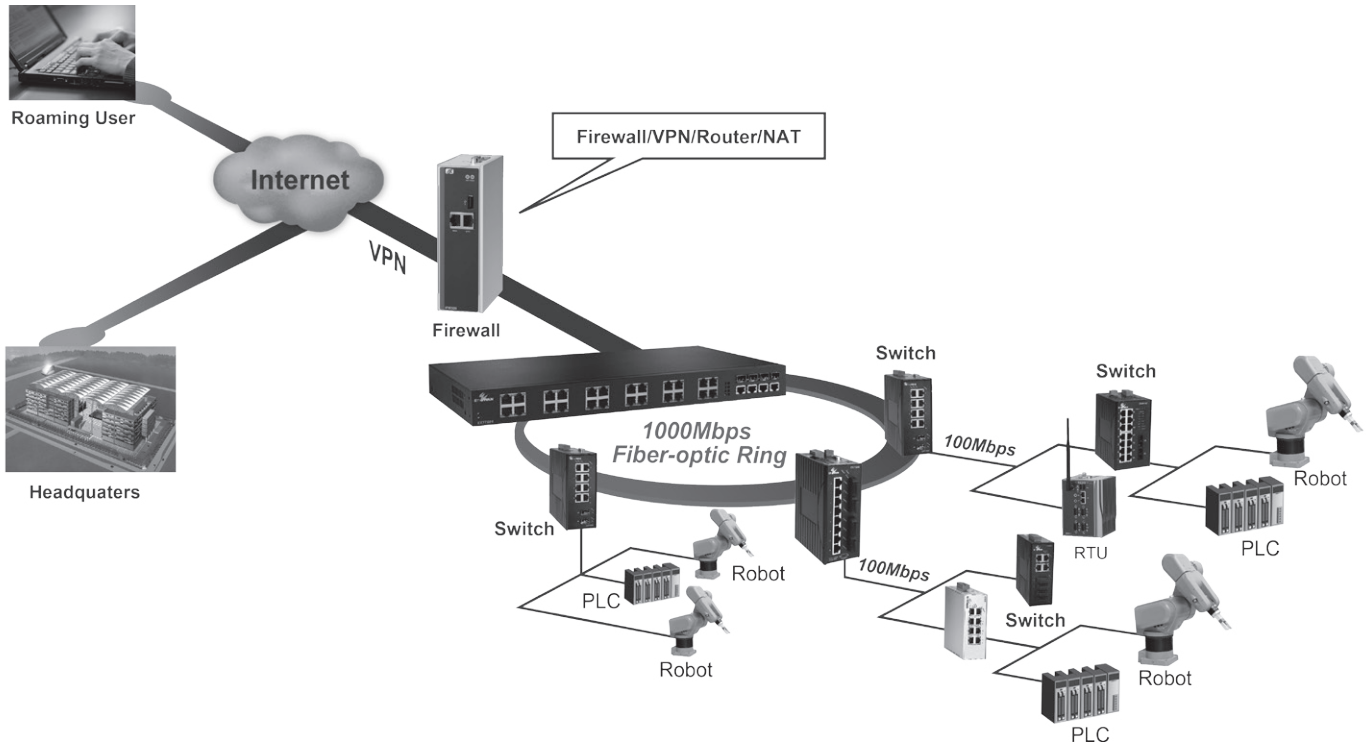 Roaming User
Internet
Firewall/VPN/Router/NAT
VPN
Firewall
Headquaters
1000Mbps
Fiber-optic Ring
Switch
100Mbps
Switch
Robot
RTU
PLC
Switch
Robot
PLC
Robot
100Mbps
Switch
Robot
PLC